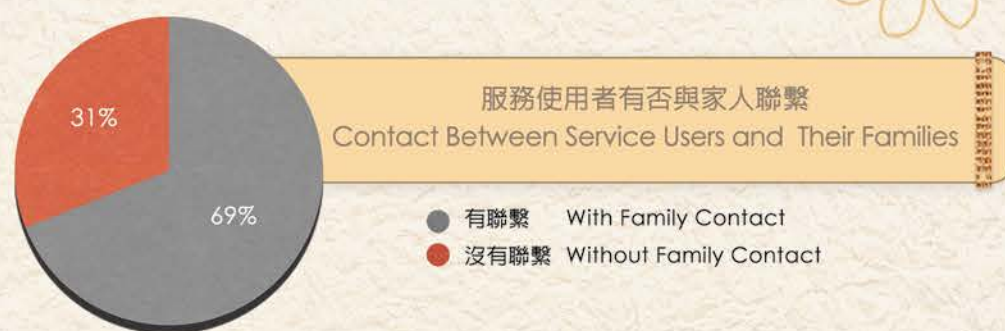 31%
69%
服務使用者有否與家人聯繫
Contact Between Service Users and Their Families
有聯繫 With Family Contact
沒有聯繫 Without Family Contact